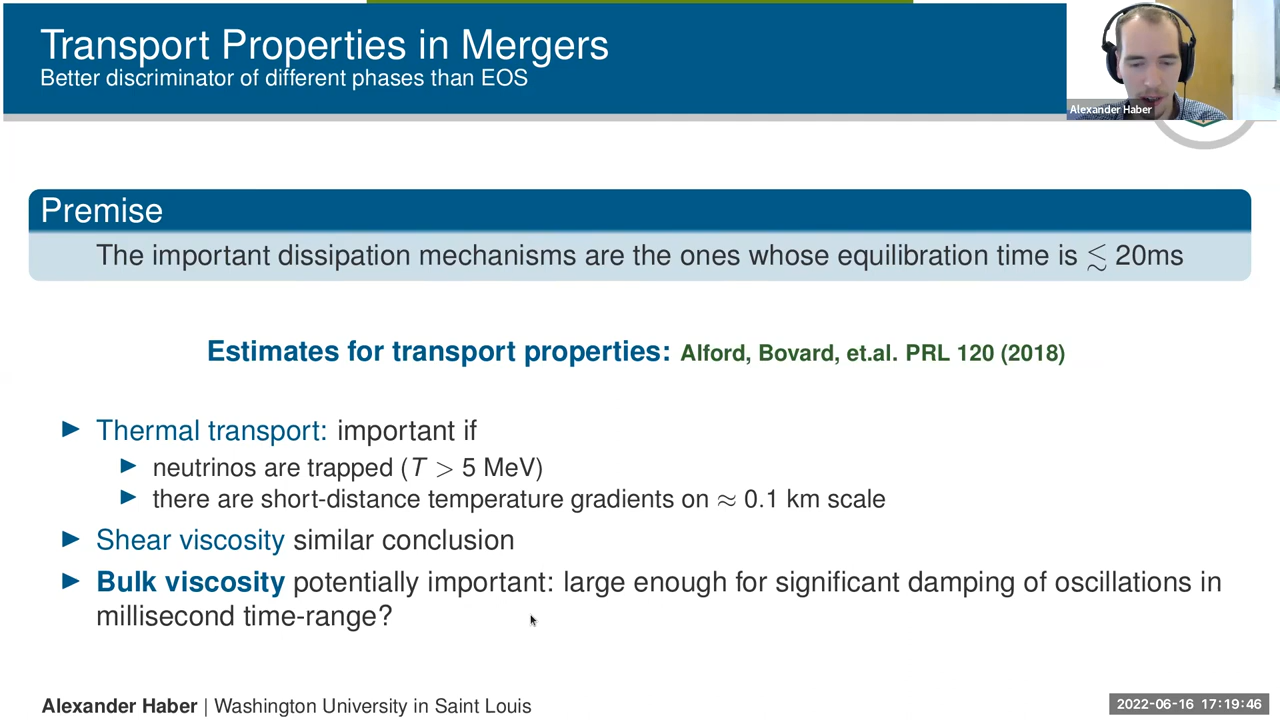 Transport Properties in Mergers
Better discriminator of different phases than EOS
Alexander Haber
Premise
The important dissipation mechanisms are the ones whose equilibration time is ≲ 20ms
Estimates for transport properties: Alford, Bovard, et.al. PRL 120 (2018)
▶ Thermal transport: important if
▶ neutrinos are trapped (T > 5 MeV)
▶ there are short-distance temperature gradients on ≈ 0.1 km scale
▶ Shear viscosity similar conclusion
▶ Bulk viscosity potentially important: large enough for significant damping of oscillations in
millisecond time-range?
Alexander Haber | Washington University in Saint Louis
2022-06-16 17:19:46